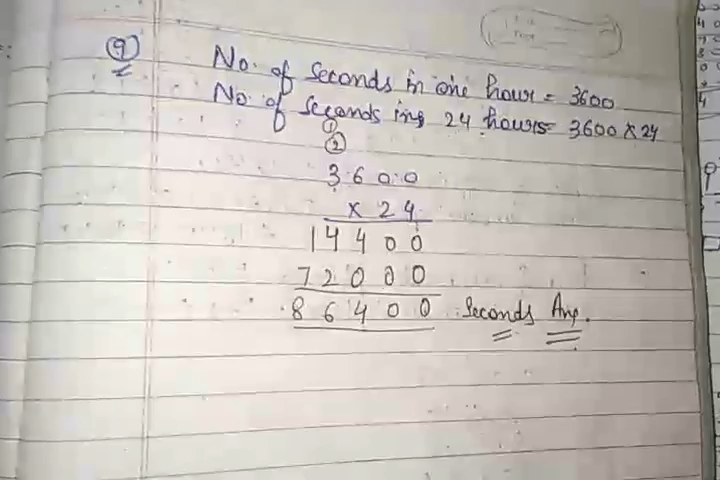 9
No. of Seconds in one hour = 3600
No. of Seconds in 24 hours = 3600 × 24
1
2
3600
× 24
14400
72000
86400 Seconds Ans.